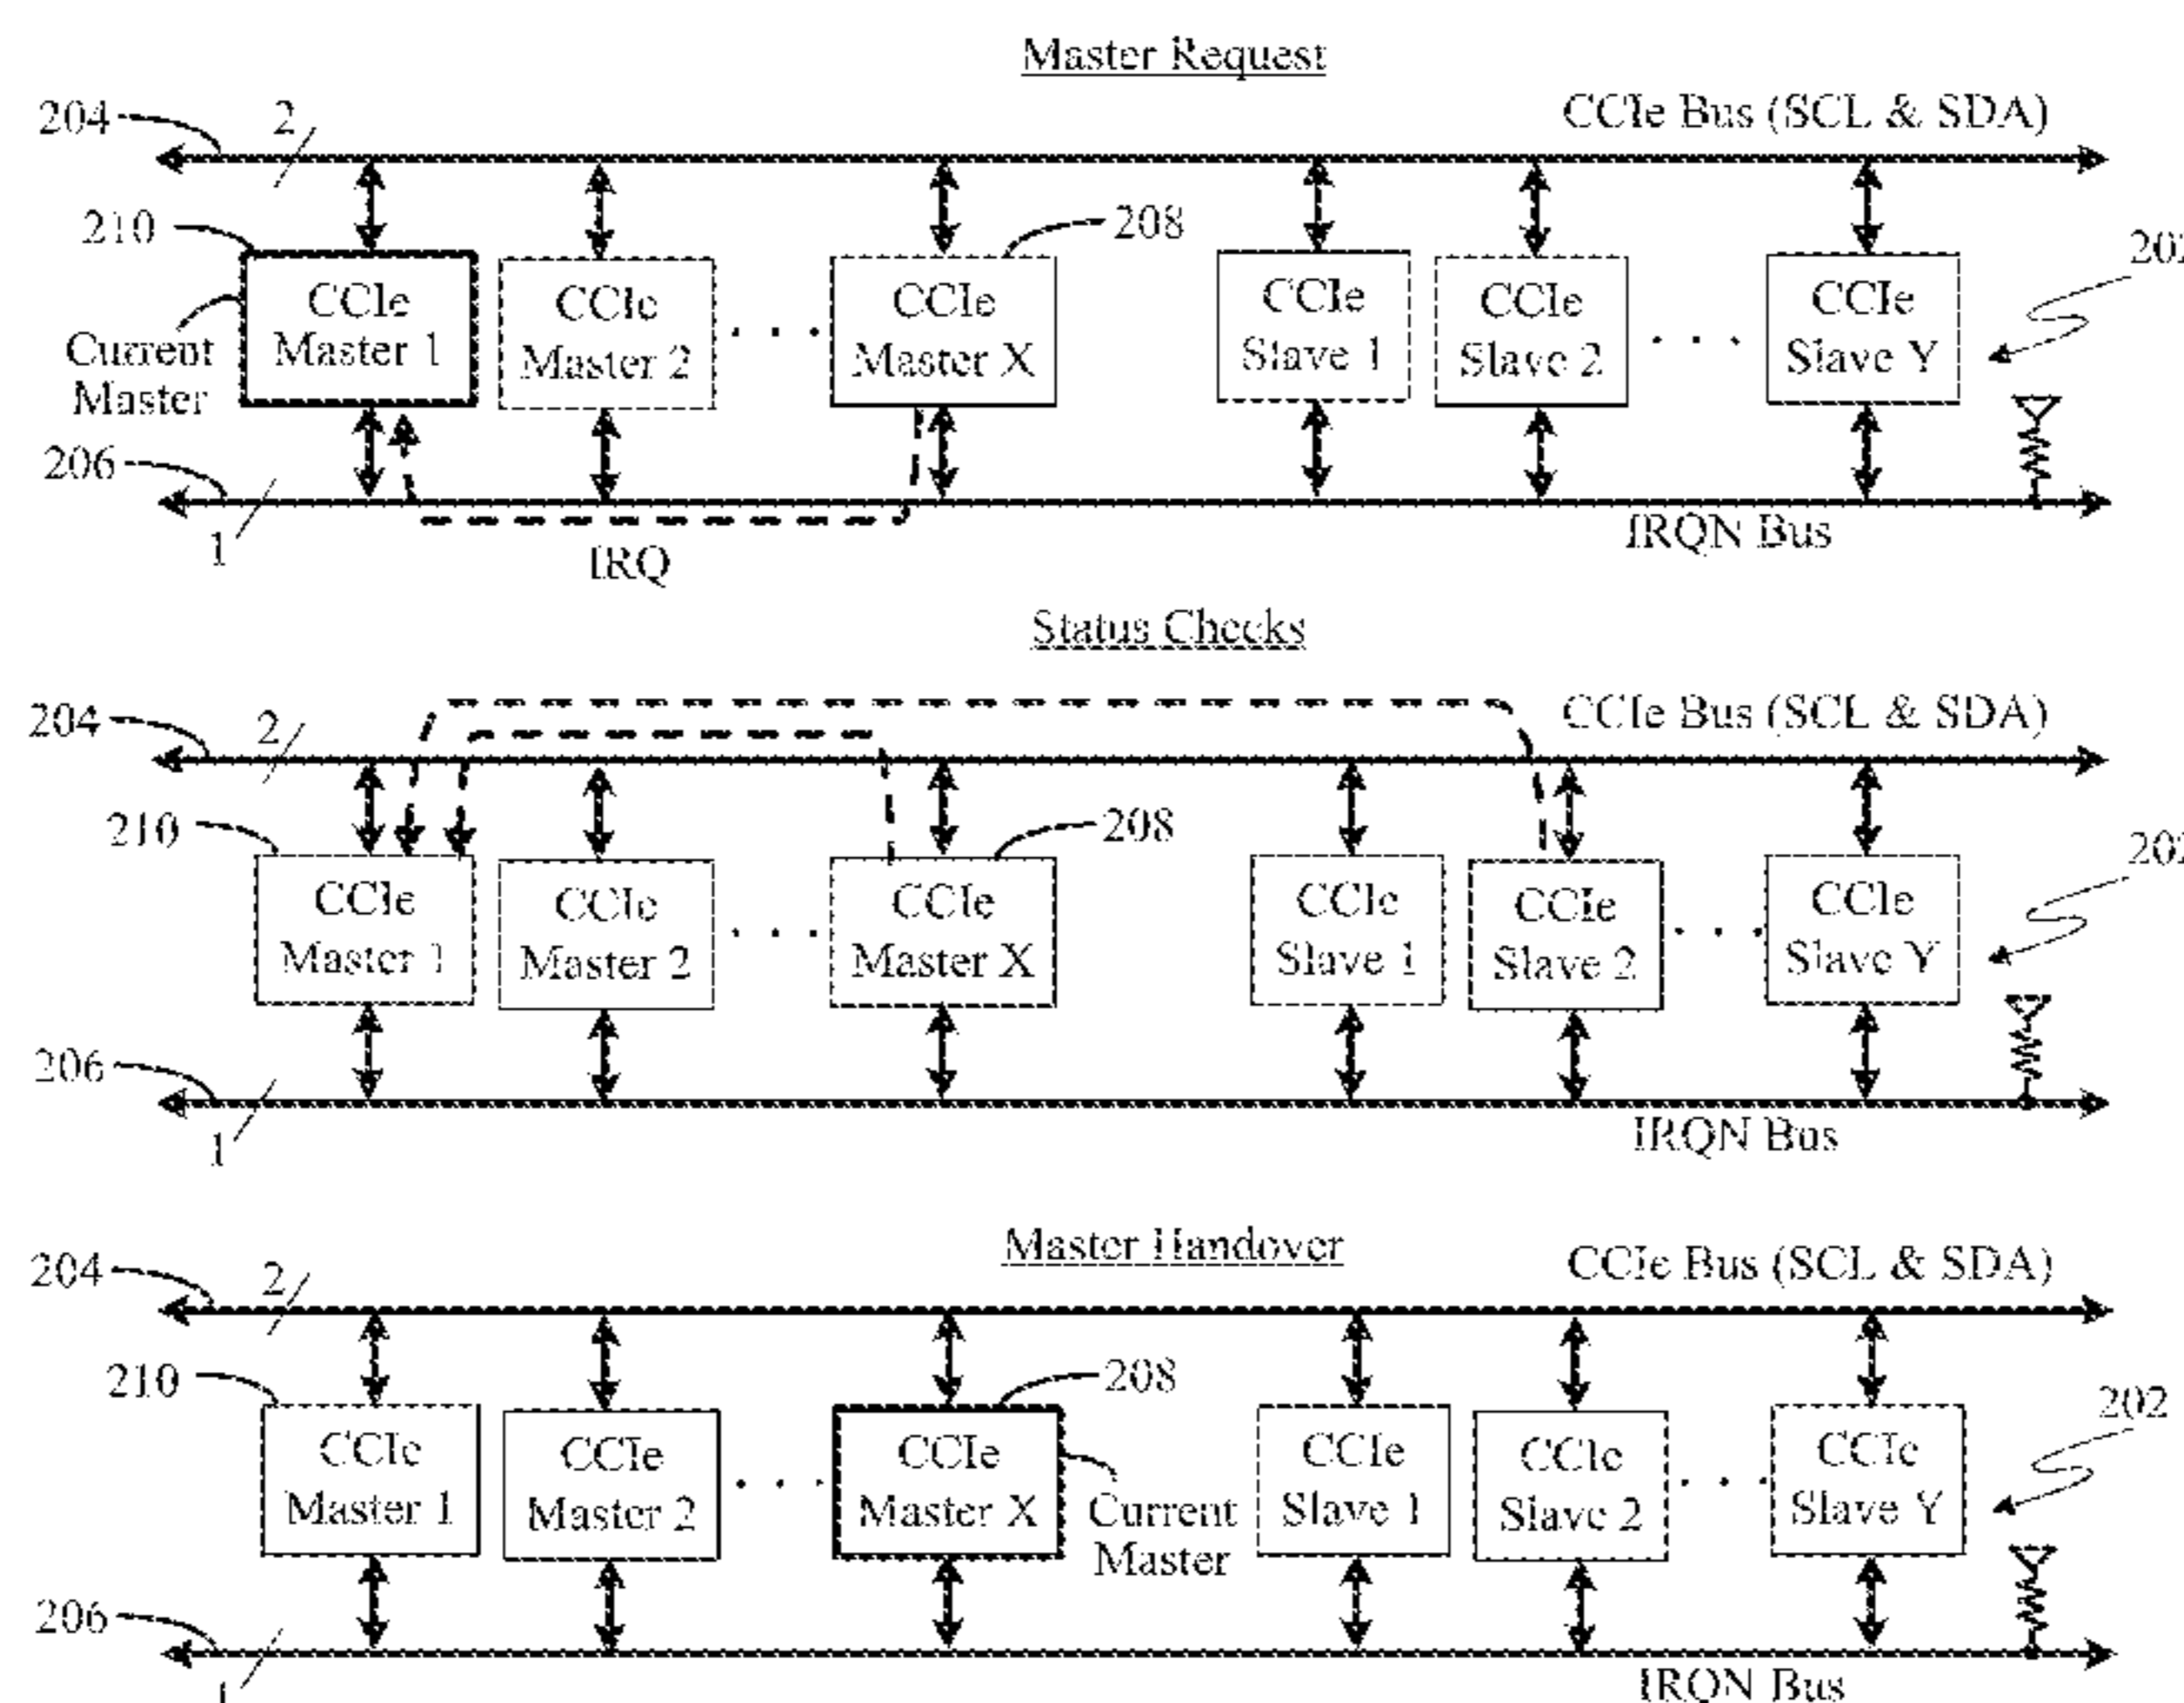 Master Request
204
2
CCIe Bus (SCL & SDA)
210
208
CCIe
Master 1
CCIe
Master 2
. . .
CCIe
Master X
CCIe
Slave 1
CCIe
Slave 2
. . .
CCIe
Slave Y
Current
Master
206
1
IRQ
IRQN Bus
Status Checks
204
2
CCIe Bus (SCL & SDA)
210
208
CCIe
Master 1
CCIe
Master 2
. . .
CCIe
Master X
CCIe
Slave 1
CCIe
Slave 2
. . .
CCIe
Slave Y
206
1
IRQN Bus
Master Handover
204
2
CCIe Bus (SCL & SDA)
210
208
202
CCIe
Master 1
CCIe
Master 2
. . .
CCIe
Master X
Current
Master
CCIe
Slave 1
CCIe
Slave 2
. . .
CCIe
Slave Y
206
1
IRQN Bus